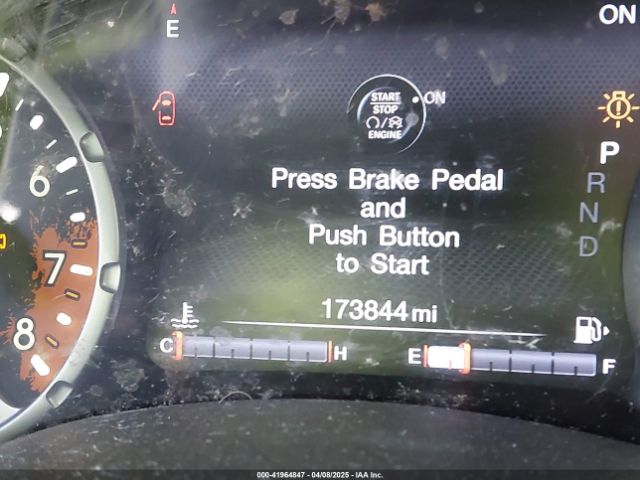 E
ON
START
STOP
ENGINE
ON
P
R
N
D
Press Brake Pedal
and
Push Button
to Start
6
7
8
173844 mi
C H
E F
000-41964847 - 04/08/2025 - IAA Inc.